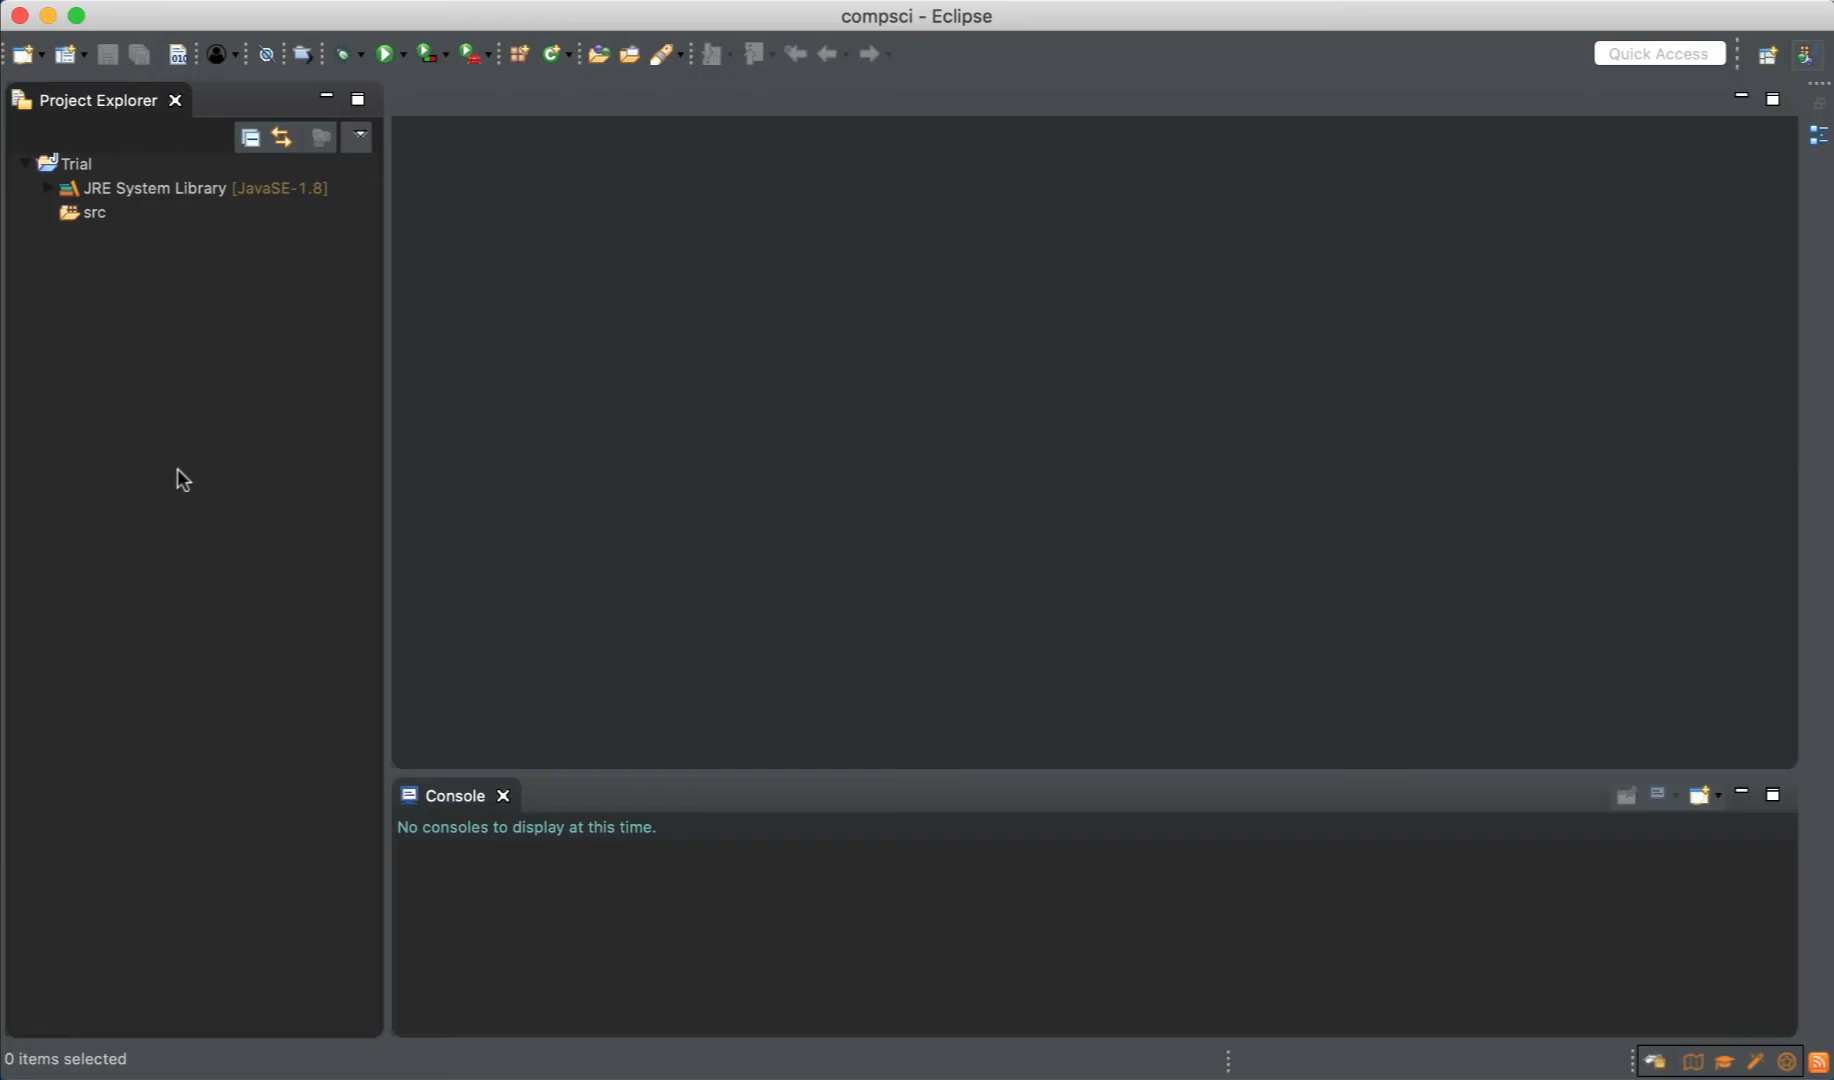 compsci - Eclipse
010
Quick Access
Project Explorer
Trial
JRE System Library [JavaSE-1.8]
src
Console
No consoles to display at this time.
0 items selected